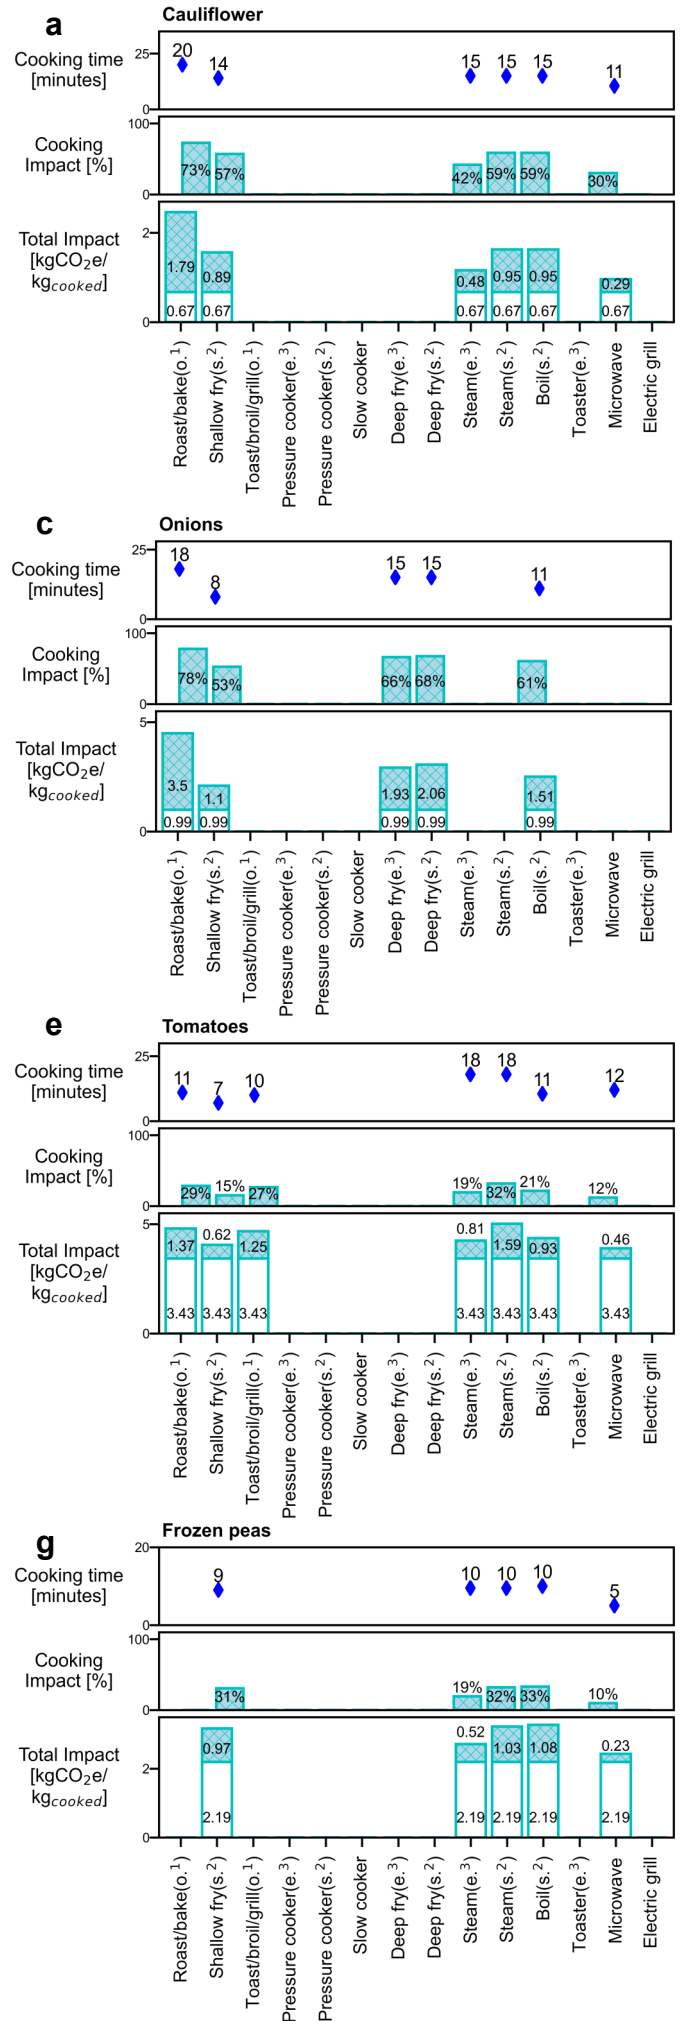 a
Cauliflower
Cooking time
[minutes]
25
0
20
14
15
15
15
11
Cooking
Impact [%]
100
0
73%
57%
42%
59%
59%
30%
Total Impact
[kgCO2e/
kgcooked]
2
0
1.79
0.89
0.48
0.95
0.95
0.29
0.67
0.67
0.67
0.67
0.67
0.67
Roast/bake(o.1)
Shallow fry(s.2)
Toast/broil/grill(o.1)
Pressure cooker(e.3)
Pressure cooker(s.2)
Slow cooker
Deep fry(e.3)
Deep fry(s.2)
Steam(e.3)
Steam(s.2)
Boil(s.2)
Toaster(e.3)
Microwave
Electric grill
c
Onions
Cooking time
[minutes]
25
0
18
8
15
15
11
Cooking
Impact [%]
100
0
78%
53%
66%
68%
61%
Total Impact
[kgCO2e/
kgcooked]
5
0
3.5
1.1
1.93
2.06
1.51
0.99
0.99
0.99
0.99
0.99
Roast/bake(o.1)
Shallow fry(s.2)
Toast/broil/grill(o.1)
Pressure cooker(e.3)
Pressure cooker(s.2)
Slow cooker
Deep fry(e.3)
Deep fry(s.2)
Steam(e.3)
Steam(s.2)
Boil(s.2)
Toaster(e.3)
Microwave
Electric grill
e
Tomatoes
Cooking time
[minutes]
25
0
11
7
10
18
18
11
12
Cooking
Impact [%]
100
0
29%
15%
27%
19%
32%
21%
12%
Total Impact
[kgCO2e/
kgcooked]
5
0
1.37
0.62
1.25
0.81
1.59
0.93
0.46
3.43
3.43
3.43
3.43
3.43
3.43
3.43
Roast/bake(o.1)
Shallow fry(s.2)
Toast/broil/grill(o.1)
Pressure cooker(e.3)
Pressure cooker(s.2)
Slow cooker
Deep fry(e.3)
Deep fry(s.2)
Steam(e.3)
Steam(s.2)
Boil(s.2)
Toaster(e.3)
Microwave
Electric grill
g
Frozen peas
Cooking time
[minutes]
20
0
9
10
10
10
5
Cooking
Impact [%]
100
0
31%
19%
32%
33%
10%
Total Impact
[kgCO2e/
kgcooked]
2
0
0.97
0.52
1.03
1.08
0.23
2.19
2.19
2.19
2.19
2.19
Roast/bake(o.1)
Shallow fry(s.2)
Toast/broil/grill(o.1)
Pressure cooker(e.3)
Pressure cooker(s.2)
Slow cooker
Deep fry(e.3)
Deep fry(s.2)
Steam(e.3)
Steam(s.2)
Boil(s.2)
Toaster(e.3)
Microwave
Electric grill